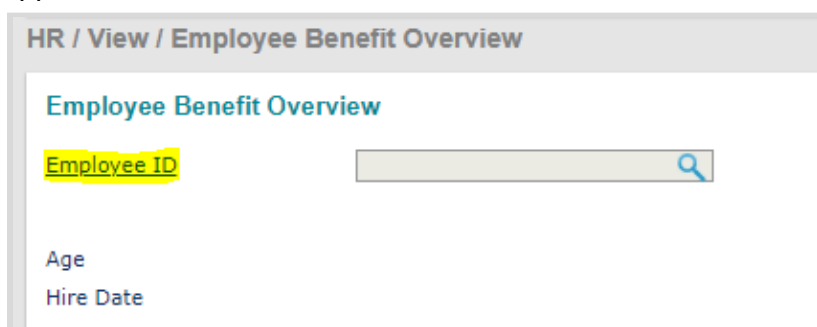 HR / View / Employee Benefit Overview
Employee Benefit Overview
Employee ID
Age
Hire Date